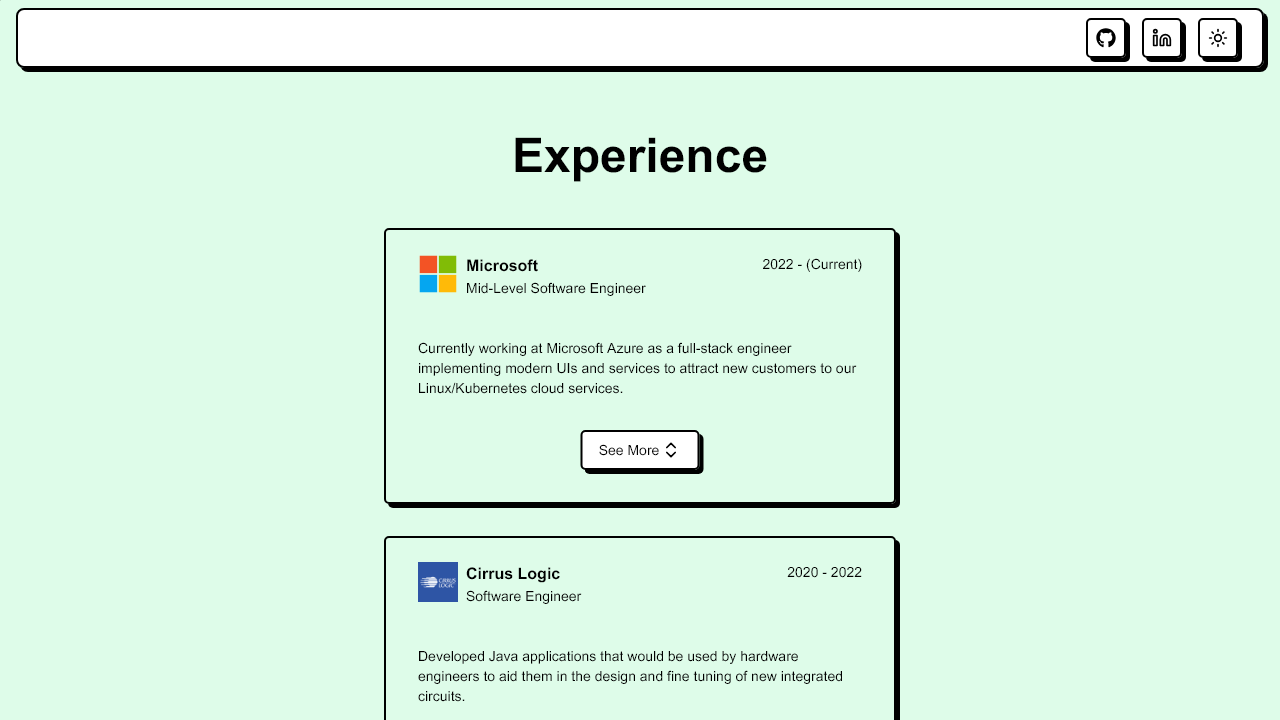 Experience
Microsoft
2022 - (Current)
Mid-Level Software Engineer
Currently working at Microsoft Azure as a full-stack engineer
implementing modern UIs and services to attract new customers to our
Linux/Kubernetes cloud services.
See More
CIRRUS
LOGIC
Cirrus Logic
2020 - 2022
Software Engineer
Developed Java applications that would be used by hardware
engineers to aid them in the design and fine tuning of new integrated
circuits.